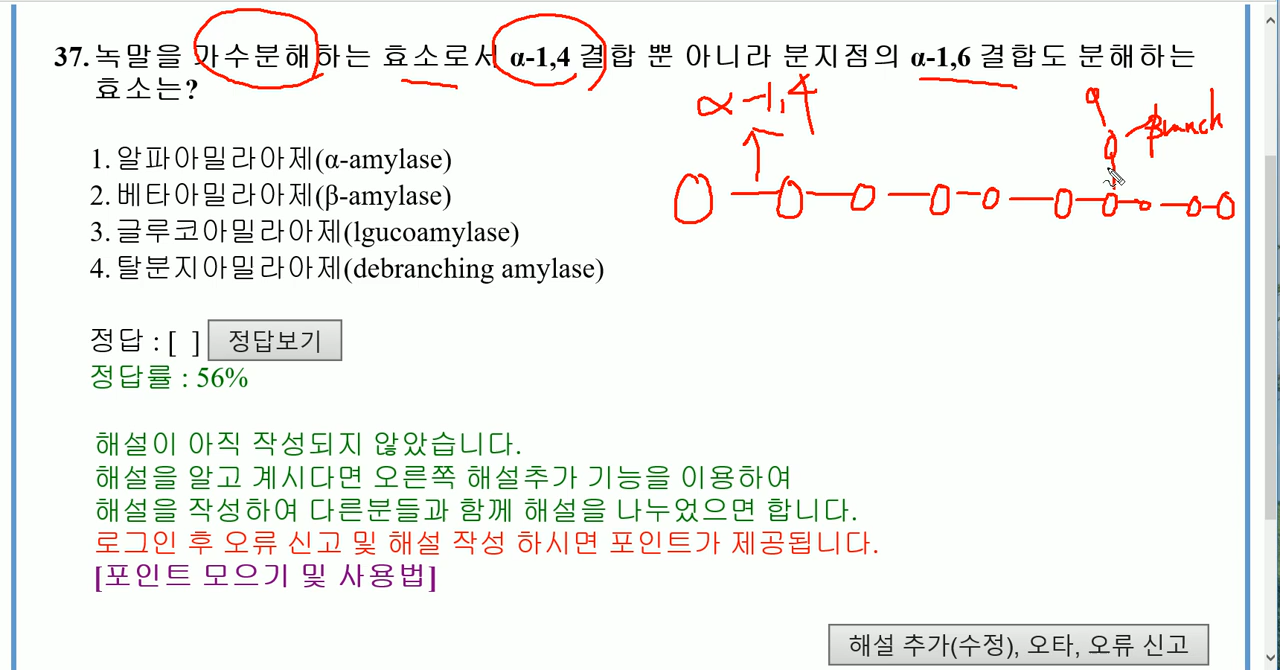 37. 녹말을 가수분해하는 효소로서 α-1,4 결합 뿐 아니라 분지점의 α-1,6 결합도 분해하는
효소는?
α-1,4
Branch
1. 알파아밀라아제(α-amylase)
2. 베타아밀라아제(β-amylase)
3. 글루코아밀라아제(lgucoamylase)
4. 탈분지아밀라아제(debranching amylase)
정답 : [ ] 정답보기
정답률 : 56%
해설이 아직 작성되지 않았습니다.
해설을 알고 계시다면 오른쪽 해설추가 기능을 이용하여
해설을 작성하여 다른분들과 함께 해설을 나누었으면 합니다.
로그인 후 오류 신고 및 해설 작성 하시면 포인트가 제공됩니다.
[포인트 모으기 및 사용법]
해설 추가(수정), 오타, 오류 신고